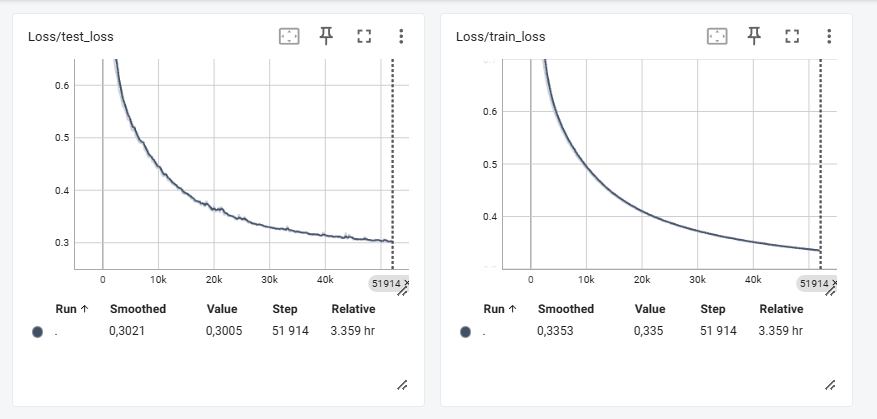 Loss/test_loss
0.6
0.5
0.4
0.3
0 10k 20k 30k 40k
51914
Run ↑ Smoothed Value Step Relative
. 0,3021 0,3005 51 914 3.359 hr
Loss/train_loss
0.6
0.5
0.4
0 10k 20k 30k 40k
51914
Run ↑ Smoothed Value Step Relative
. 0,3353 0,335 51 914 3.359 hr